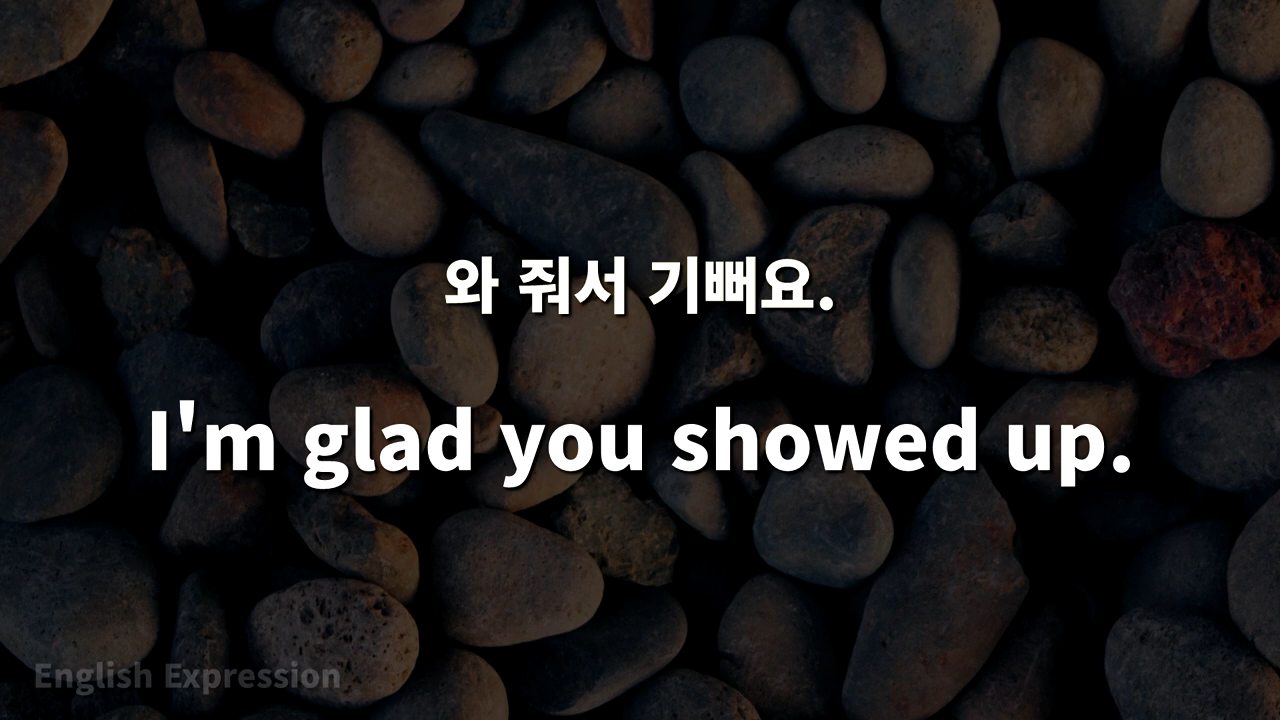 와 줘서 기뻐요.
I'm glad you showed up.
English Expression